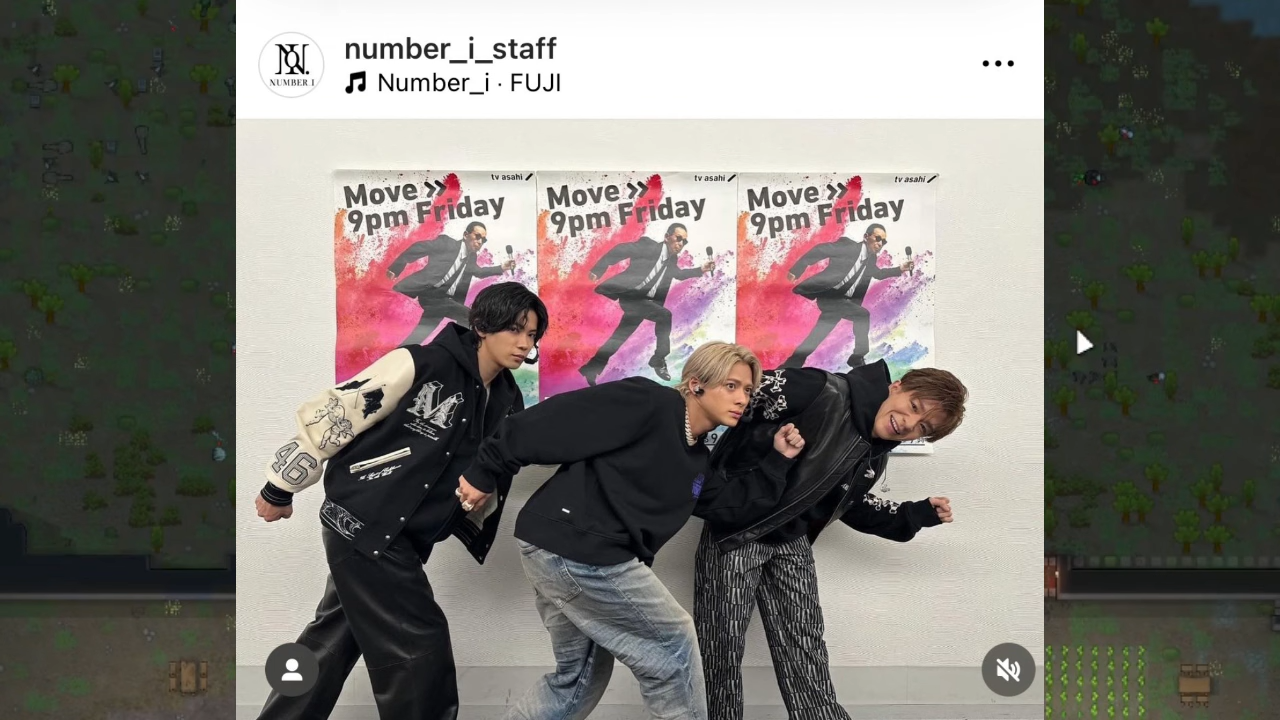 number_i_staff
NUMBER.I
Number_i · FUJI
tv asahi
Move »
9pm Friday
tv asahi
Move »
9pm Friday
tv asahi
Move »
9pm Friday
M
46